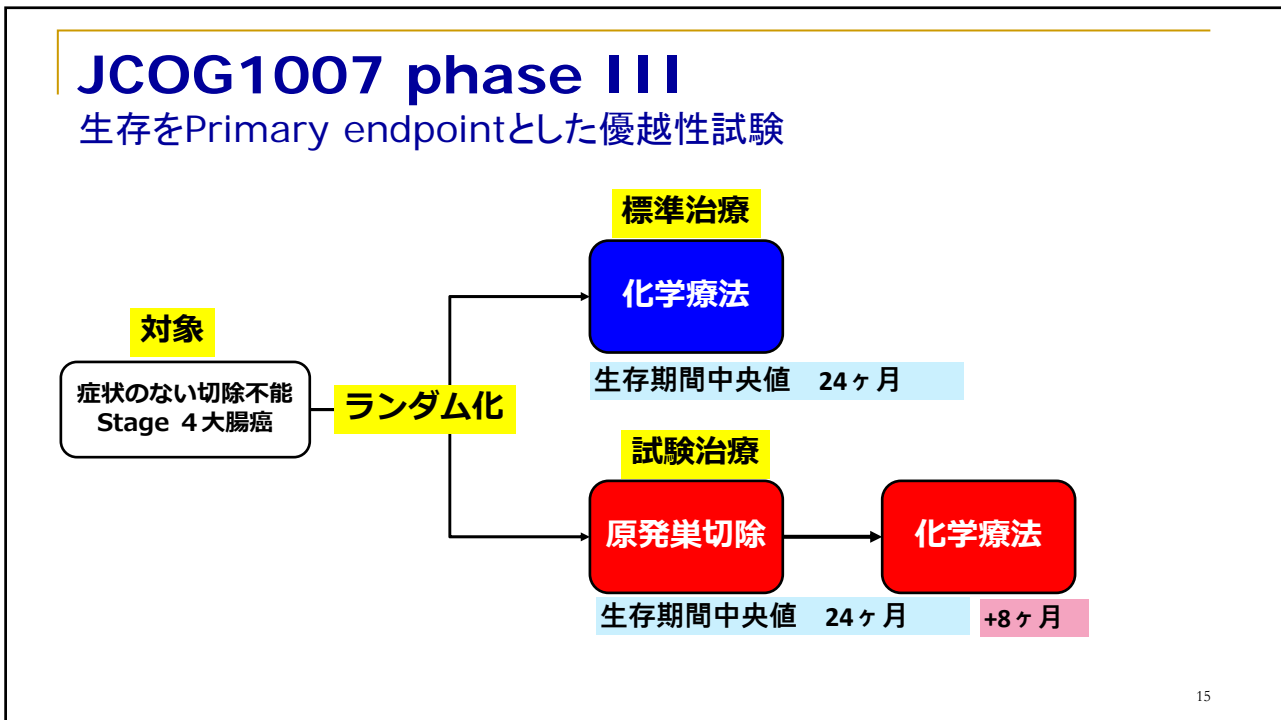 JCOG1007 phase III
生存をPrimary endpointとした優越性試験
標準治療
化学療法
生存期間中央値 24ヶ月
対象
症状のない切除不能
Stage 4大腸癌
ランダム化
試験治療
原発巣切除
化学療法
生存期間中央値 24ヶ月
+8ヶ月
15